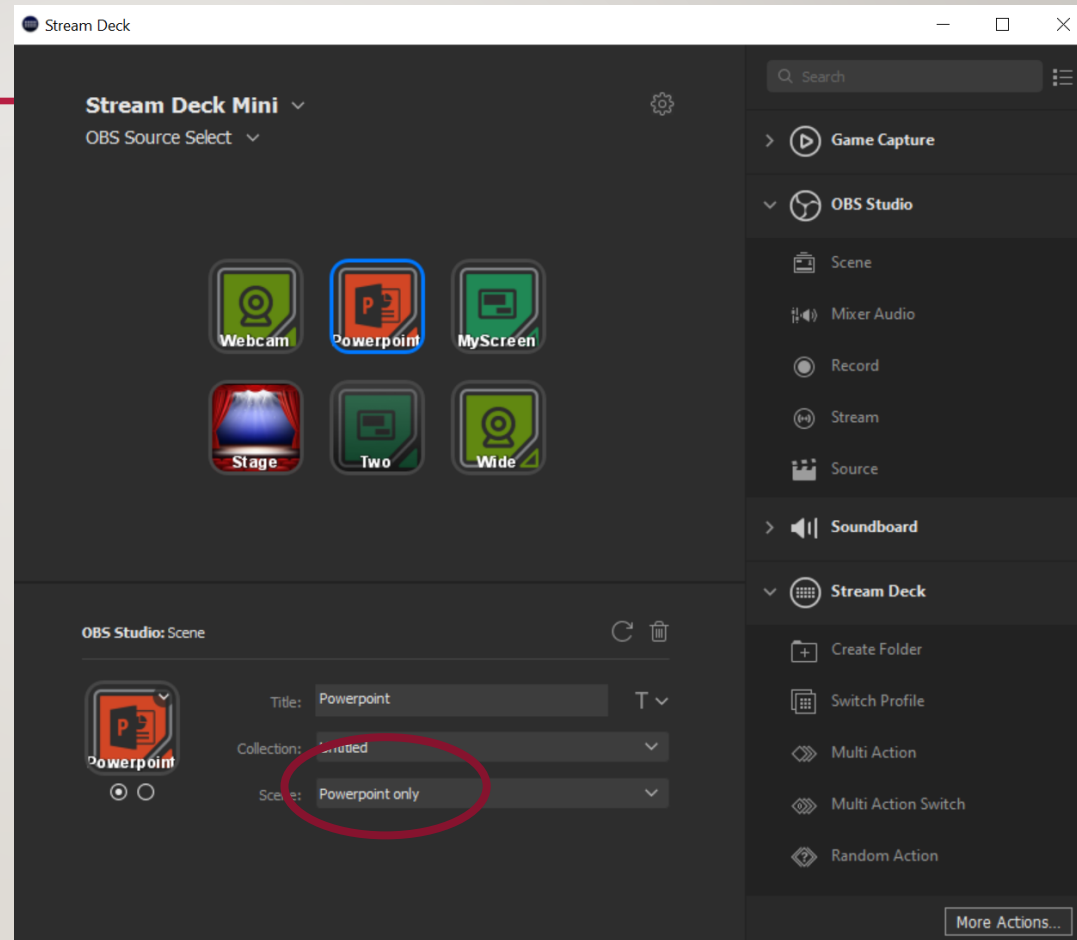 Stream Deck
Stream Deck Mini
OBS Source Select
Webcam
Powerpoint
MyScreen
Stage
Two
Wide
OBS Studio: Scene
Powerpoint
Title:
Powerpoint
T
Collection:
Untitled
Scene:
Powerpoint only
Search
Game Capture
OBS Studio
Scene
Mixer Audio
Record
Stream
Source
Soundboard
Stream Deck
Create Folder
Switch Profile
Multi Action
Multi Action Switch
Random Action
More Actions...